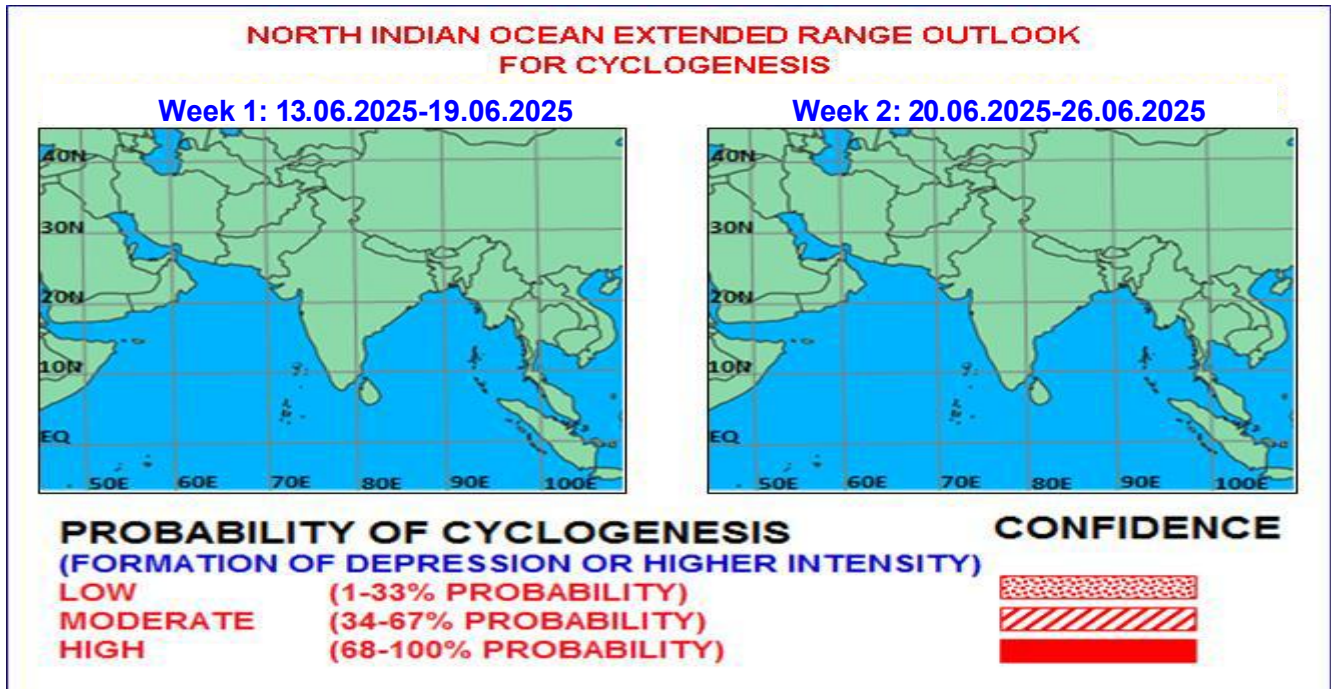 NORTH INDIAN OCEAN EXTENDED RANGE OUTLOOK
FOR CYCLOGENESIS
Week 1: 13.06.2025-19.06.2025
Week 2: 20.06.2025-26.06.2025
40N
30N
20N
10N
EQ
50E 60E 70E 80E 90E 100E
40N
30N
20N
10N
EQ
50E 60E 70E 80E 90E 100E
PROBABILITY OF CYCLOGENESIS
CONFIDENCE
(FORMATION OF DEPRESSION OR HIGHER INTENSITY)
LOW (1-33% PROBABILITY)
MODERATE (34-67% PROBABILITY)
HIGH (68-100% PROBABILITY)